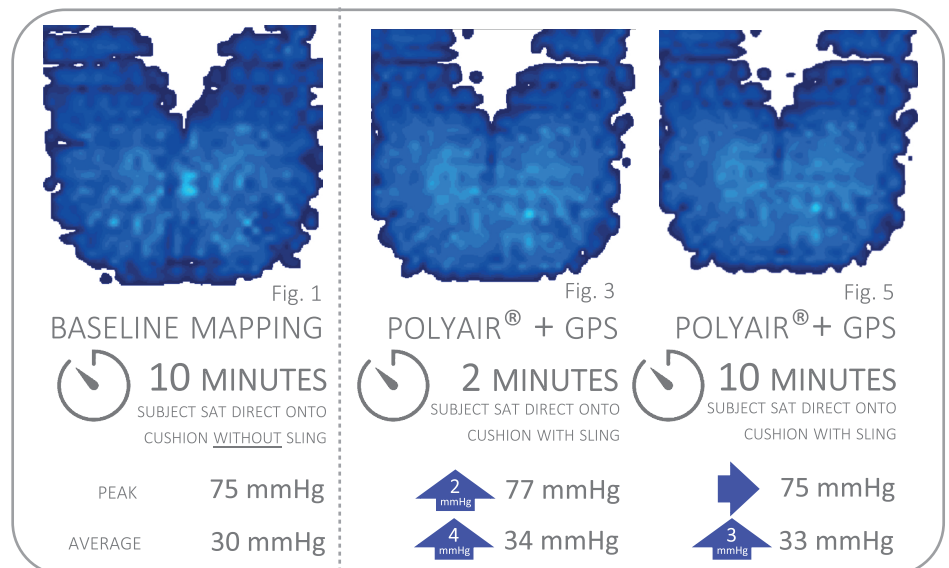 Fig. 1
BASELINE MAPPING
10 MINUTES
SUBJECT SAT DIRECT ONTO
CUSHION WITHOUT SLING
PEAK 75 mmHg
AVERAGE 30 mmHg
Fig. 3
POLYAIR® + GPS
2 MINUTES
SUBJECT SAT DIRECT ONTO
CUSHION WITH SLING
2 mmHg 77 mmHg
4 mmHg 34 mmHg
Fig. 5
POLYAIR®+ GPS
10 MINUTES
SUBJECT SAT DIRECT ONTO
CUSHION WITH SLING
75 mmHg
3 mmHg 33 mmHg